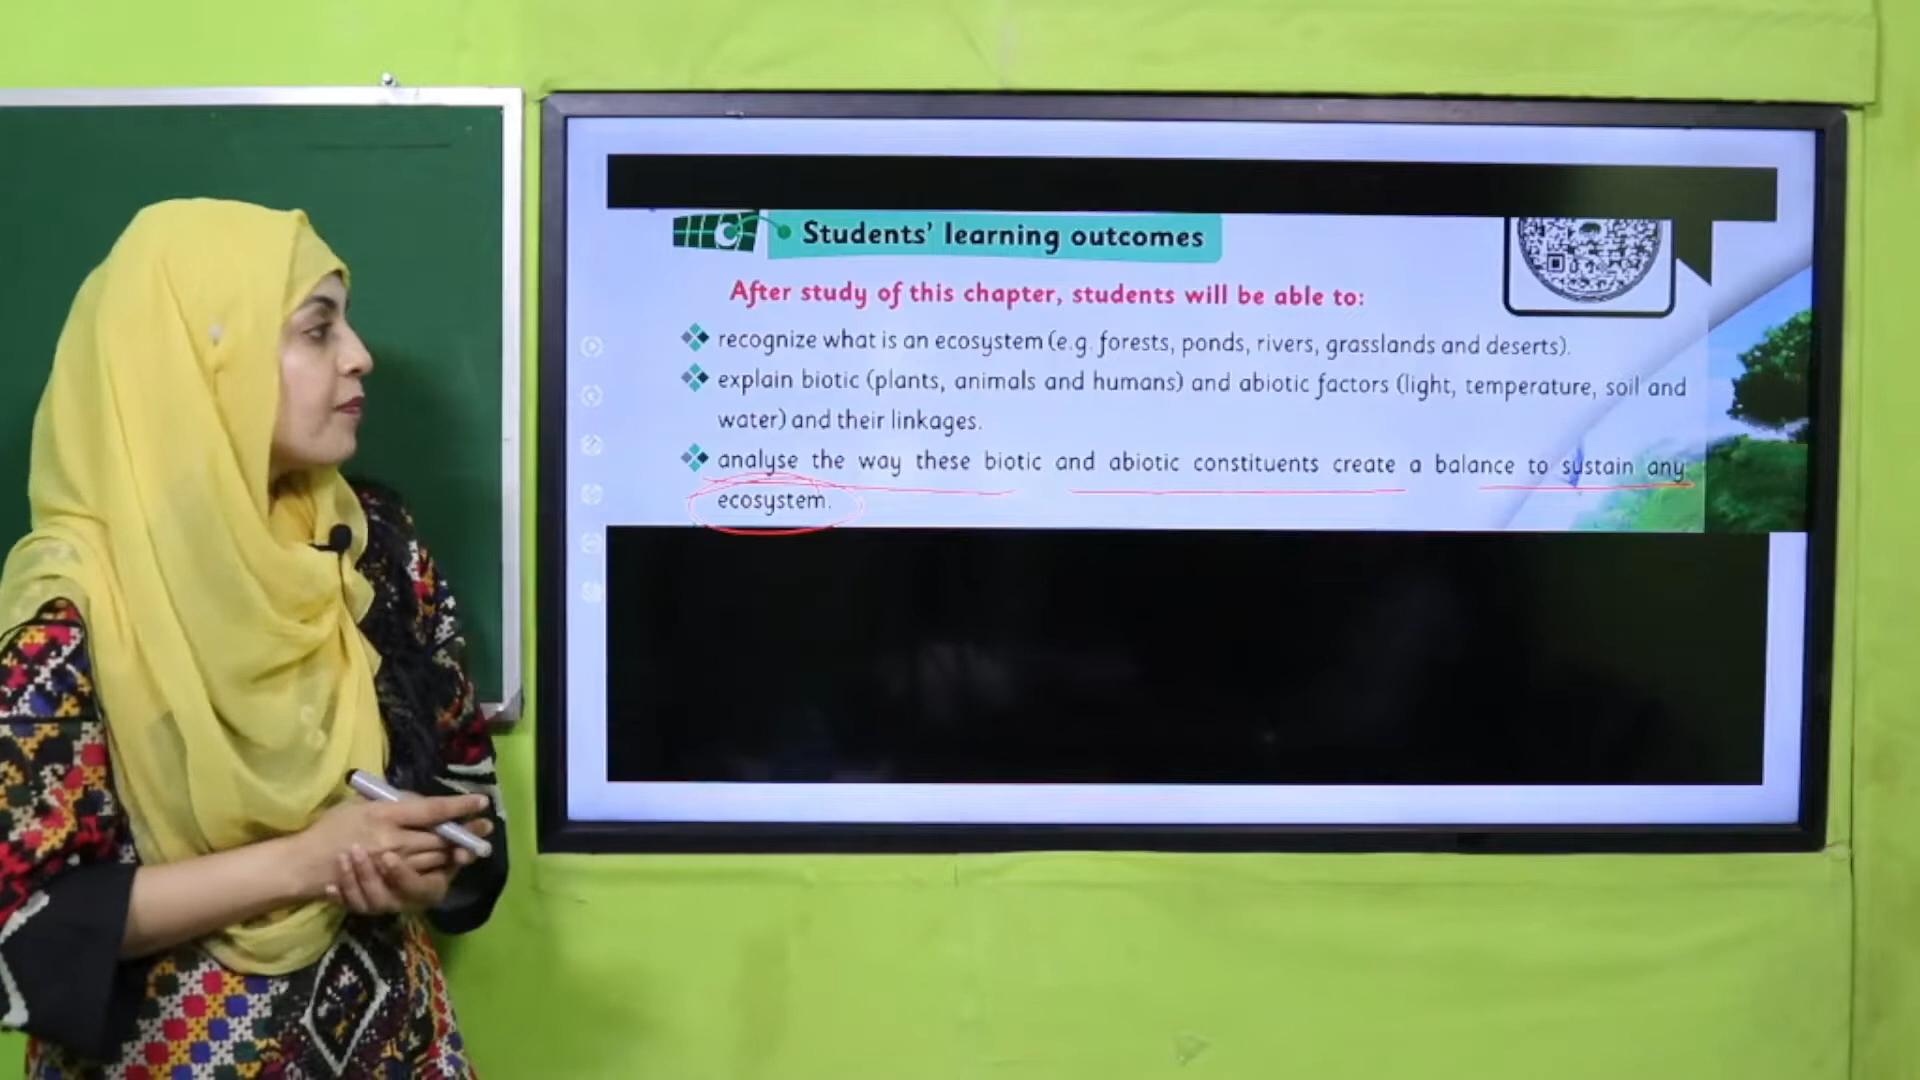 Students' learning outcomes
After study of this chapter, students will be able to:
recognize what is an ecosystem (e.g. forests, ponds, rivers, grasslands and deserts).
explain biotic (plants, animals and humans) and abiotic factors (light, temperature, soil and
water) and their linkages.
analyse the way these biotic and abiotic constituents create a balance to sustain any
ecosystem.